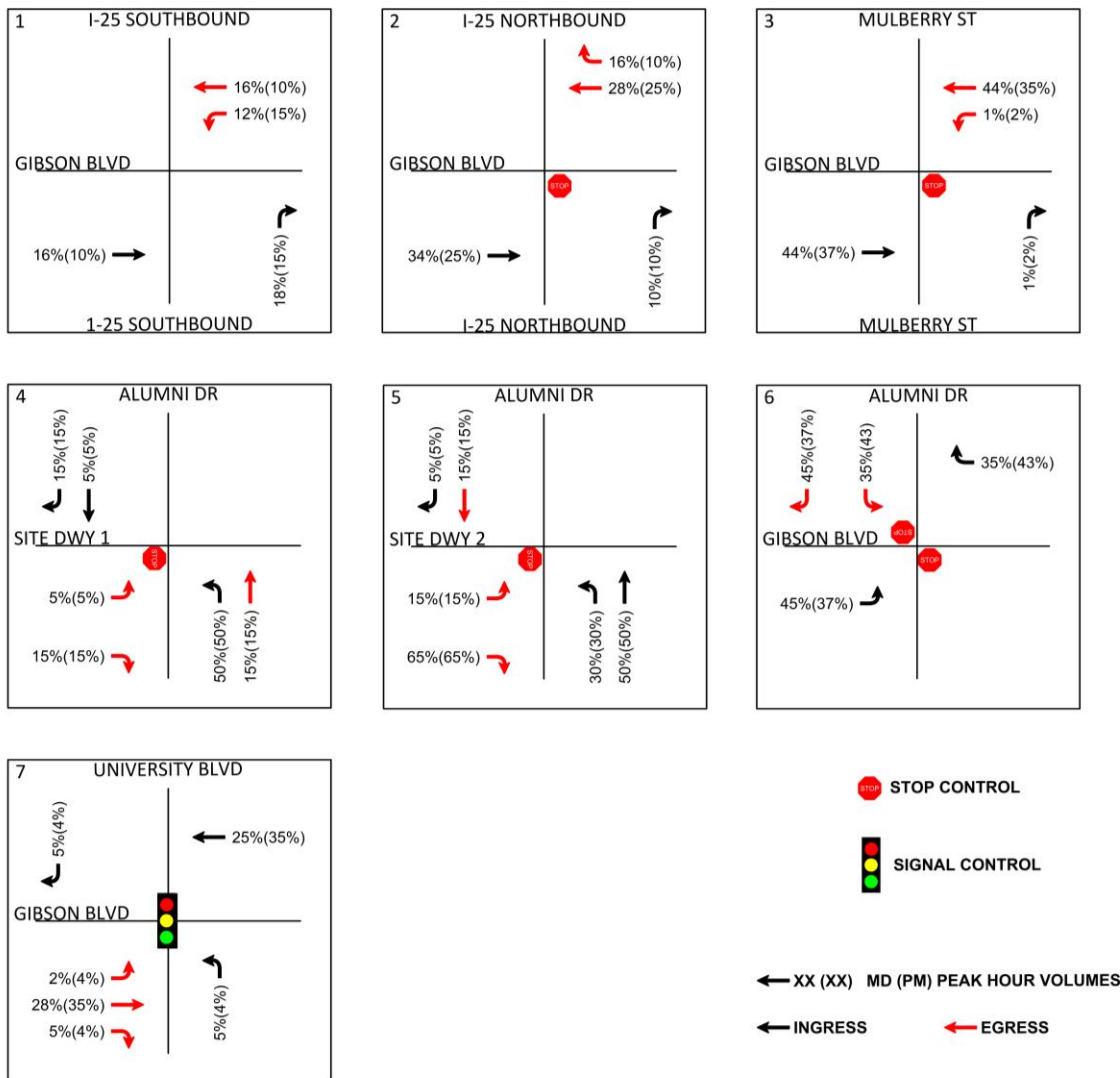 1
I-25 SOUTHBOUND
16%(10%)
12%(15%)
GIBSON BLVD
16%(10%)
18%(15%)
1-25 SOUTHBOUND
2
I-25 NORTHBOUND
16%(10%)
28%(25%)
GIBSON BLVD
STOP
34%(25%)
10%(10%)
I-25 NORTHBOUND
3
MULBERRY ST
44%(35%)
1%(2%)
GIBSON BLVD
STOP
44%(37%)
1%(2%)
MULBERRY ST
4
ALUMNI DR
15%(15%)
5%(5%)
SITE DWY 1
STOP
5%(5%)
15%(15%)
50%(50%)
15%(15%)
5
ALUMNI DR
5%(5%)
15%(15%)
SITE DWY 2
STOP
15%(15%)
65%(65%)
30%(30%)
50%(50%)
6
ALUMNI DR
45%(37%)
35%(43)
35%(43%)
STOP
GIBSON BLVD
STOP
45%(37%)
7
UNIVERSITY BLVD
5%(4%)
25%(35%)
GIBSON BLVD
2%(4%)
28%(35%)
5%(4%)
5%(4%)
STOP
STOP CONTROL
SIGNAL CONTROL
XX (XX) MD (PM) PEAK HOUR VOLUMES
INGRESS
EGRESS